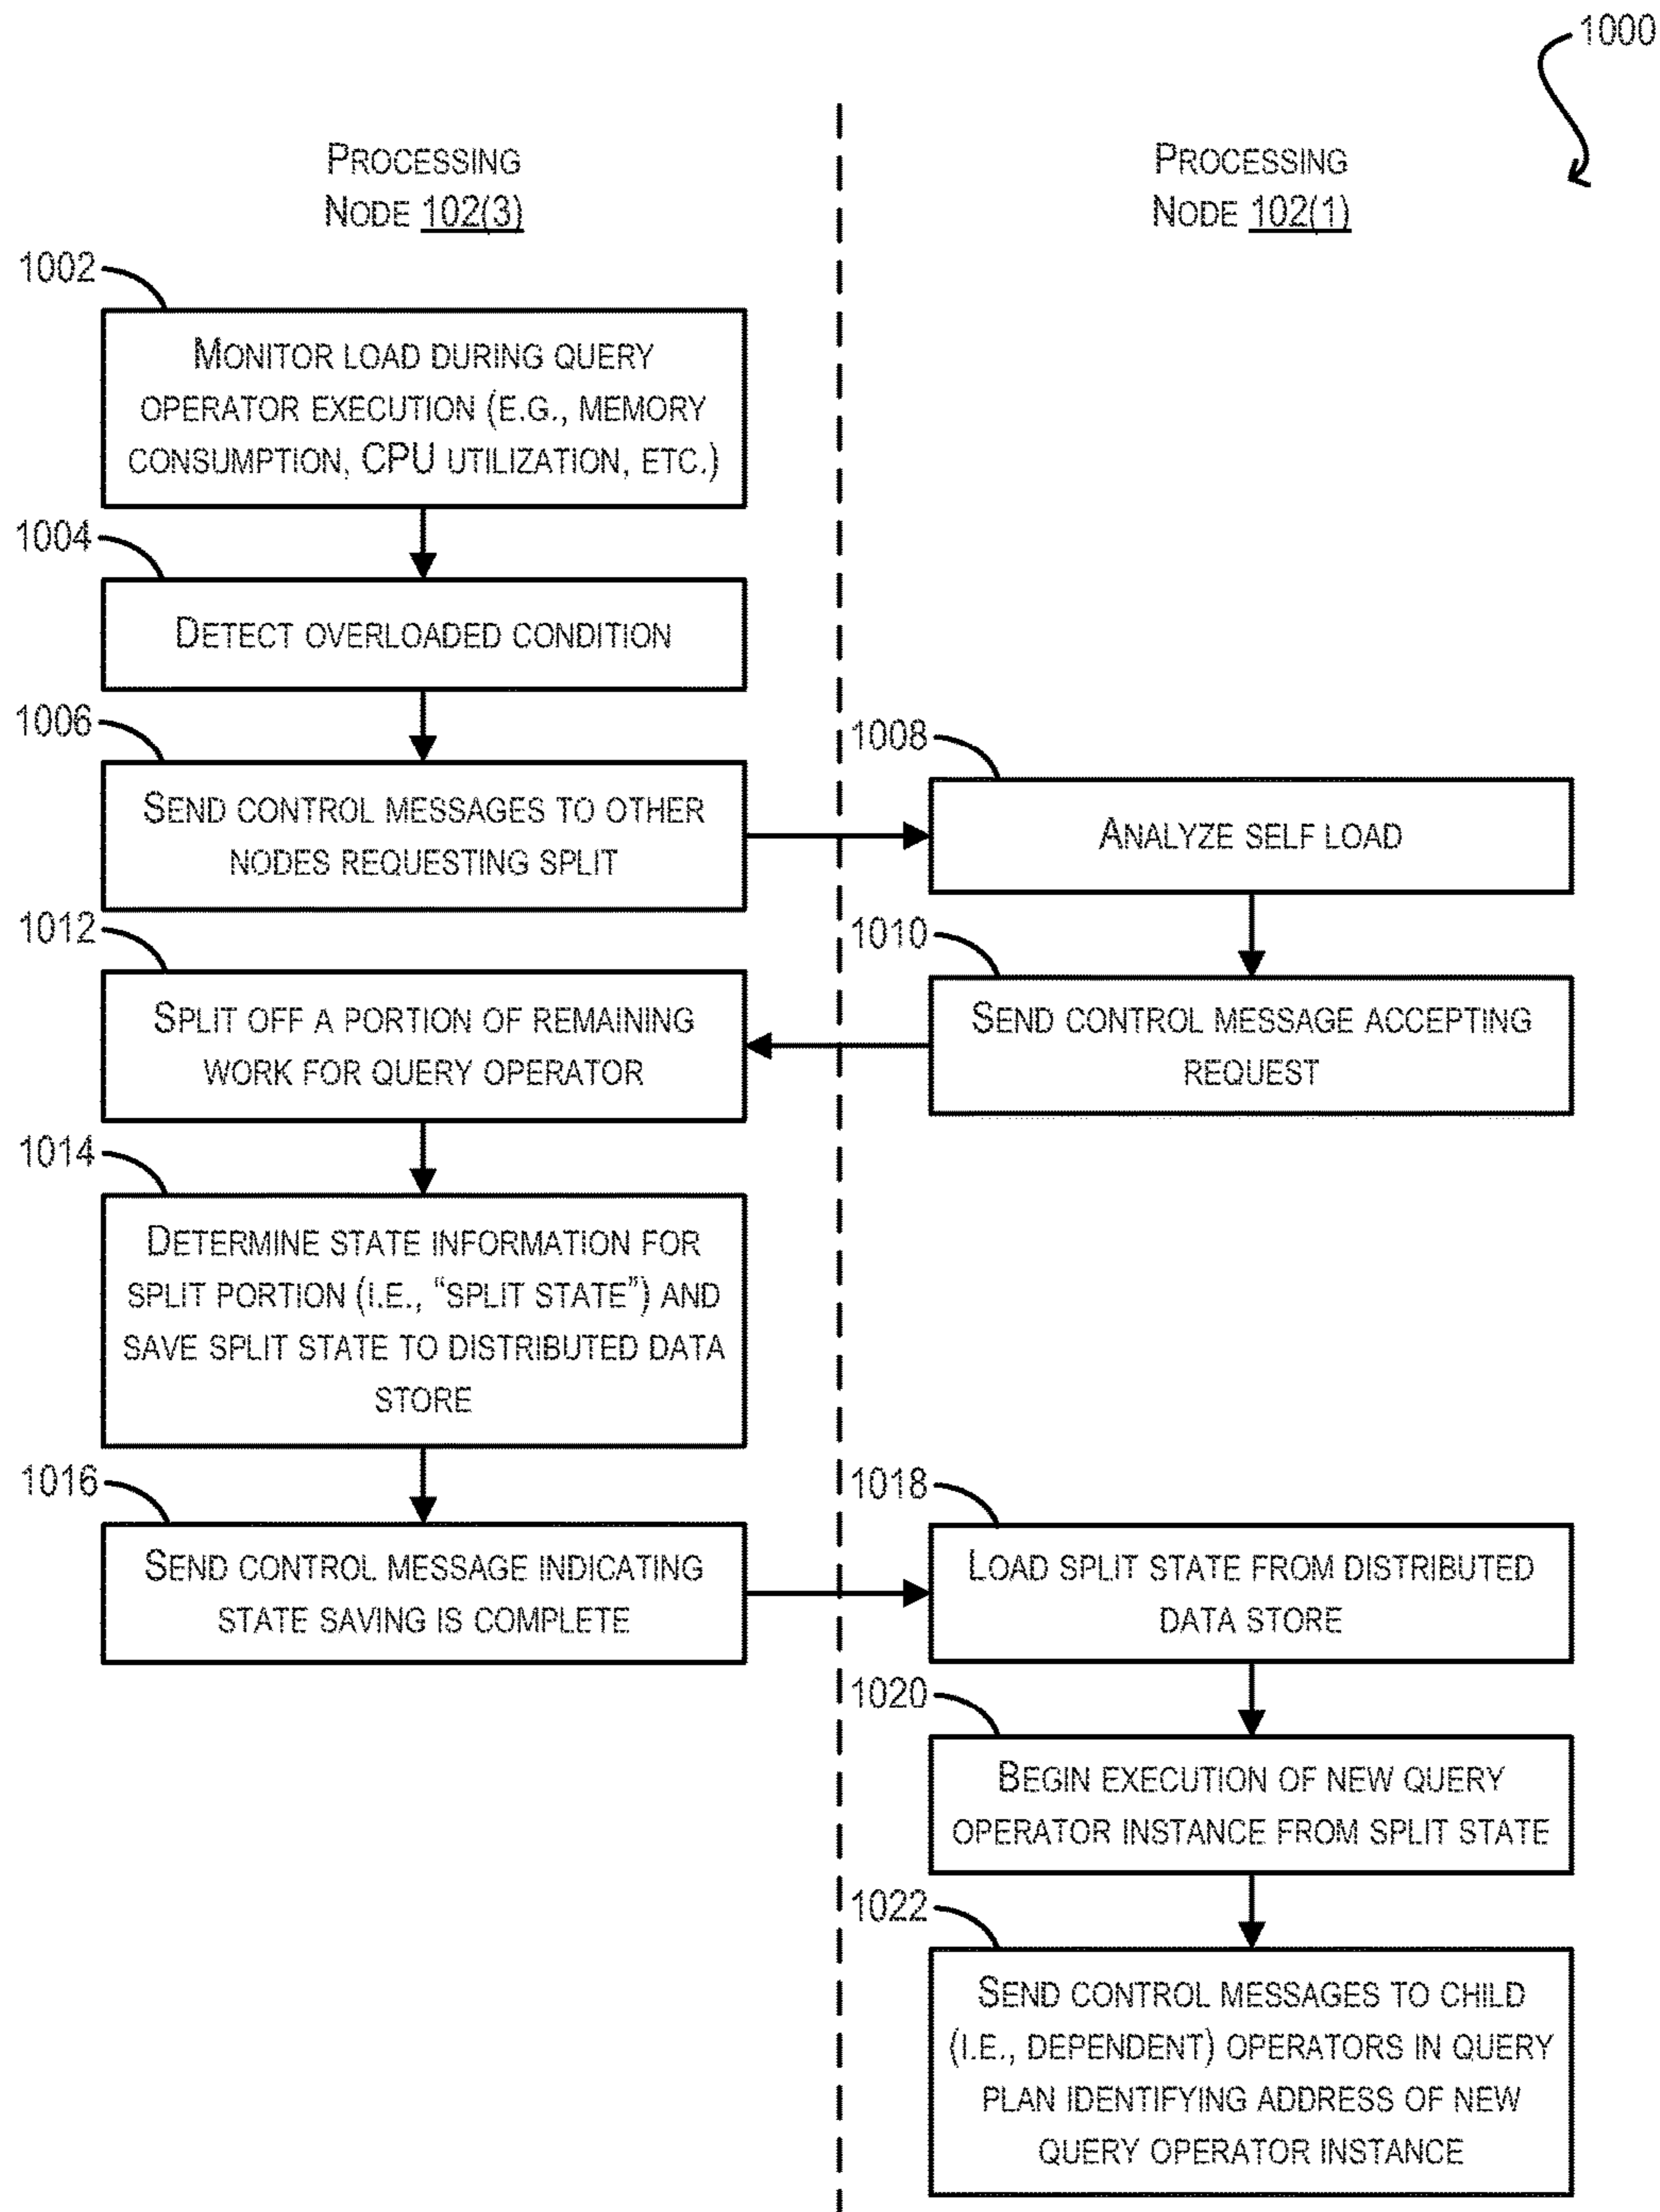 1000
PROCESSING
NODE 102(3)
PROCESSING
NODE 102(1)
1002
MONITOR LOAD DURING QUERY
OPERATOR EXECUTION (E.G., MEMORY
CONSUMPTION, CPU UTILIZATION, ETC.)
1004
DETECT OVERLOADED CONDITION
1006
SEND CONTROL MESSAGES TO OTHER
NODES REQUESTING SPLIT
1008
ANALYZE SELF LOAD
1010
SEND CONTROL MESSAGE ACCEPTING
REQUEST
1012
SPLIT OFF A PORTION OF REMAINING
WORK FOR QUERY OPERATOR
1014
DETERMINE STATE INFORMATION FOR
SPLIT PORTION (I.E., “SPLIT STATE”) AND
SAVE SPLIT STATE TO DISTRIBUTED DATA
STORE
1016
SEND CONTROL MESSAGE INDICATING
STATE SAVING IS COMPLETE
1018
LOAD SPLIT STATE FROM DISTRIBUTED
DATA STORE
1020
BEGIN EXECUTION OF NEW QUERY
OPERATOR INSTANCE FROM SPLIT STATE
1022
SEND CONTROL MESSAGES TO CHILD
(I.E., DEPENDENT) OPERATORS IN QUERY
PLAN IDENTIFYING ADDRESS OF NEW
QUERY OPERATOR INSTANCE